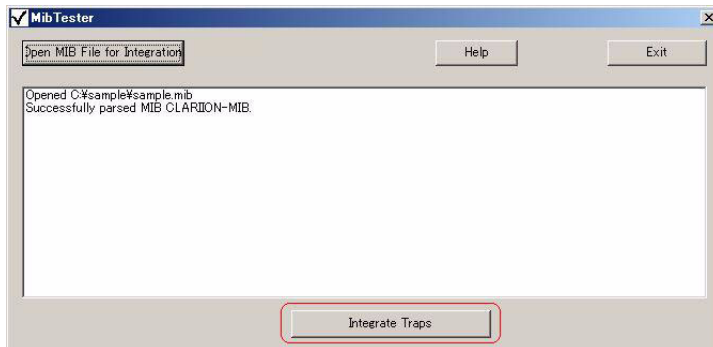 MibTester
Open MIB File for Integration
Help
Exit
Opened C:¥sample¥sample.mib
Successfully parsed MIB CLARIION-MIB.
Integrate Traps